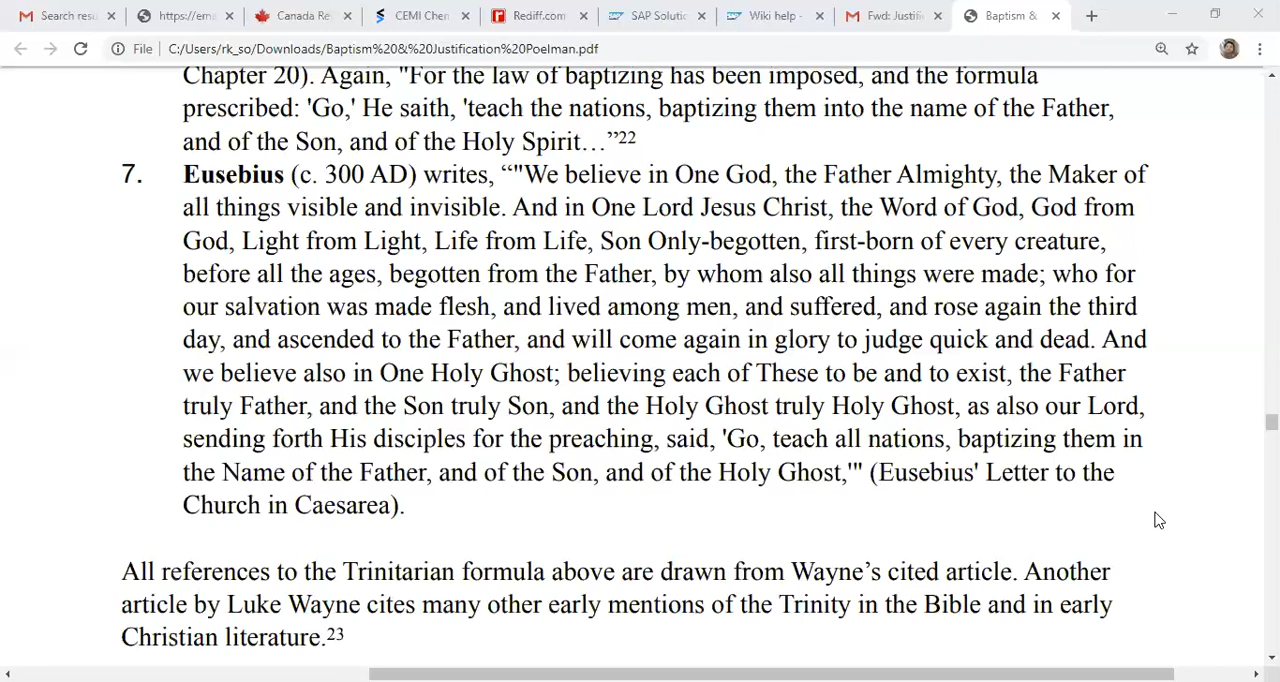 Search resu
https://ema
Canada Re
CEMI Chen
Rediff.com
SAP Solutic
Wiki help -
Fwd: Justifi
Baptism &
File C:/Users/rk_so/Downloads/Baptism%20&%20Justification%20Poelman.pdf
Chapter 20). Again, "For the law of baptizing has been imposed, and the formula
prescribed: 'Go,' He saith, 'teach the nations, baptizing them into the name of the Father,
and of the Son, and of the Holy Spirit…”22
7. Eusebius (c. 300 AD) writes, “"We believe in One God, the Father Almighty, the Maker of
all things visible and invisible. And in One Lord Jesus Christ, the Word of God, God from
God, Light from Light, Life from Life, Son Only-begotten, first-born of every creature,
before all the ages, begotten from the Father, by whom also all things were made; who for
our salvation was made flesh, and lived among men, and suffered, and rose again the third
day, and ascended to the Father, and will come again in glory to judge quick and dead. And
we believe also in One Holy Ghost; believing each of These to be and to exist, the Father
truly Father, and the Son truly Son, and the Holy Ghost truly Holy Ghost, as also our Lord,
sending forth His disciples for the preaching, said, 'Go, teach all nations, baptizing them in
the Name of the Father, and of the Son, and of the Holy Ghost,'" (Eusebius' Letter to the
Church in Caesarea).
All references to the Trinitarian formula above are drawn from Wayne’s cited article. Another
article by Luke Wayne cites many other early mentions of the Trinity in the Bible and in early
Christian literature.23